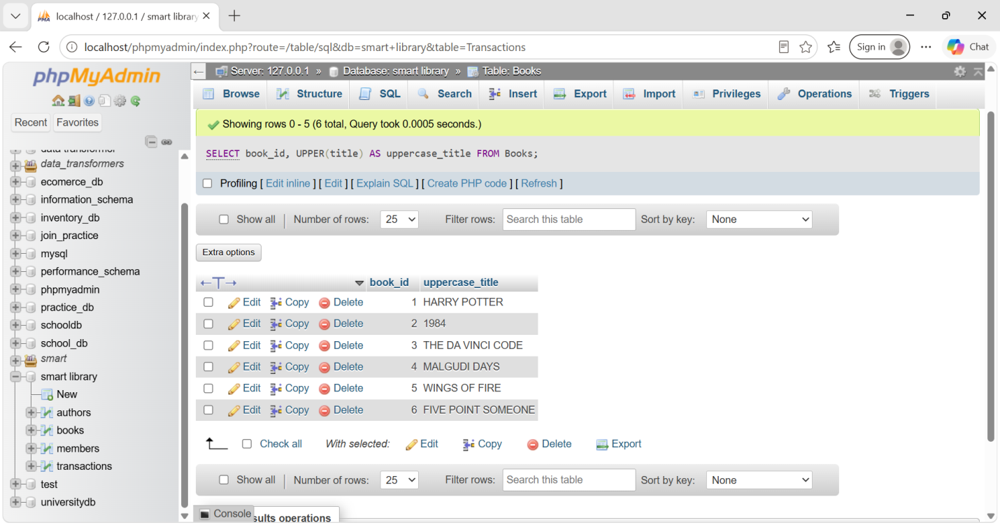 localhost / 127.0.0.1 / smart library
localhost/phpmyadmin/index.php?route=/table/sql&db=smart+library&table=Transactions
Sign in
Chat
phpMyAdmin
Recent
Favorites
data transformer
data_transformers
ecomerce_db
information_schema
inventory_db
join_practice
mysql
performance_schema
phpmyadmin
practice_db
schooldb
school_db
smart
smart library
New
authors
books
members
transactions
test
universitydb
Server: 127.0.0.1 » Database: smart library » Table: Books
Browse Structure SQL Search Insert Export Import Privileges Operations Triggers
Showing rows 0 - 5 (6 total, Query took 0.0005 seconds.)
SELECT book_id, UPPER(title) AS uppercase_title FROM Books;
Profiling [ Edit inline ] [ Edit ] [ Explain SQL ] [ Create PHP code ] [ Refresh ]
Show all | Number of rows: 25 Filter rows: Search this table Sort by key: None
Extra options
←T→ book_id uppercase_title
Edit Copy Delete 1 HARRY POTTER
Edit Copy Delete 2 1984
Edit Copy Delete 3 THE DA VINCI CODE
Edit Copy Delete 4 MALGUDI DAYS
Edit Copy Delete 5 WINGS OF FIRE
Edit Copy Delete 6 FIVE POINT SOMEONE
Check all With selected: Edit Copy Delete Export
Show all | Number of rows: 25 Filter rows: Search this table Sort by key: None
Console
operations